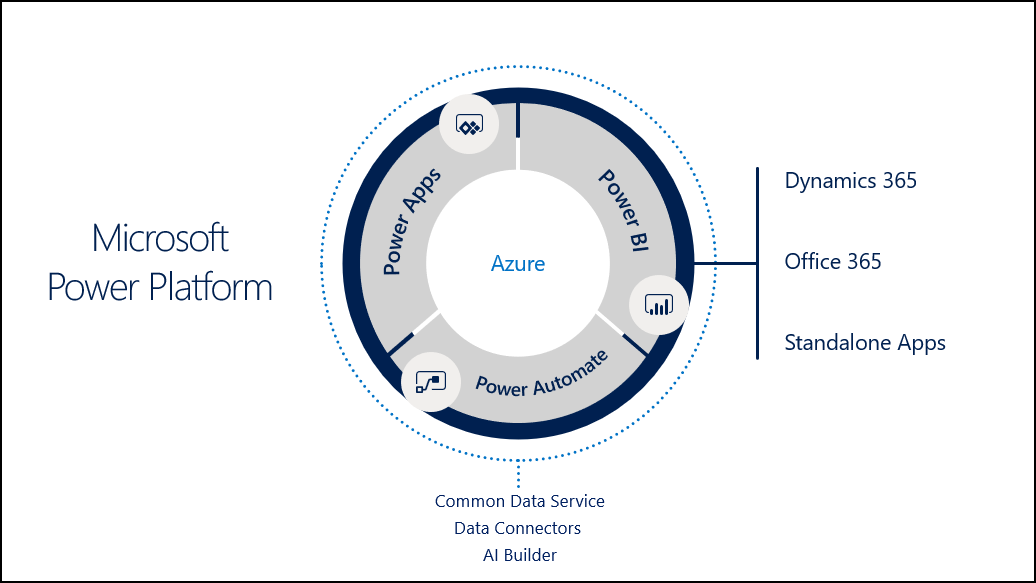 Microsoft
Power Platform
Power Apps
Power BI
Azure
Power Automate
Dynamics 365
Office 365
Standalone Apps
Common Data Service
Data Connectors
AI Builder